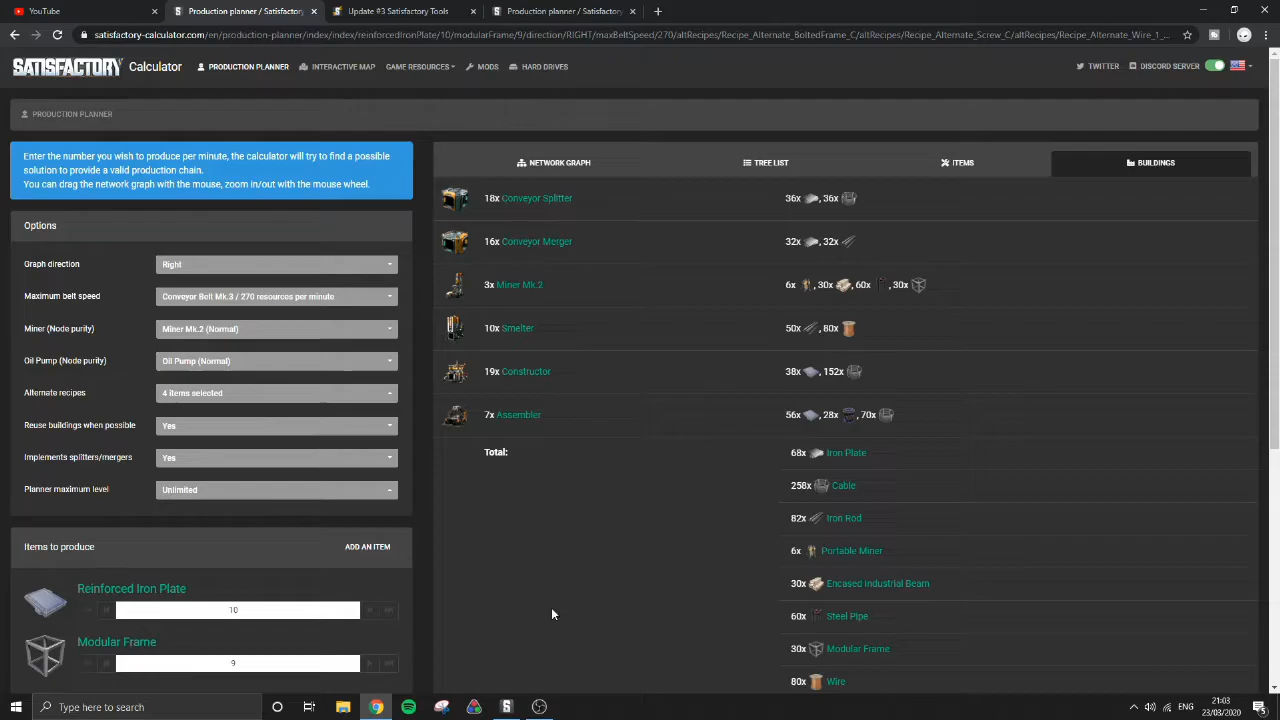 YouTube
Production planner / Satisfactory
Update #3 Satisfactory Tools
Production planner / Satisfactory
satisfactory-calculator.com/en/production-planner/index/index/reinforcedIronPlate/10/modularFrame/9/direction/RIGHT/maxBeltSpeed/270/altRecipes/Recipe_Alternate_BoltedFrame_C/altRecipes/Recipe_Alternate_Screw_C/altRecipes/Recipe_Alternate_Wire_1_...
SATISFACTORY Calculator
PRODUCTION PLANNER
INTERACTIVE MAP
GAME RESOURCES
MODS
HARD DRIVES
TWITTER
DISCORD SERVER
PRODUCTION PLANNER
Enter the number you wish to produce per minute, the calculator will try to find a possible
solution to provide a valid production chain.
You can drag the network graph with the mouse, zoom in/out with the mouse wheel.
Options
Graph direction Right
Maximum belt speed Conveyor Belt Mk.3 / 270 resources per minute
Miner (Node purity) Miner Mk.2 (Normal)
Oil Pump (Node purity) Oil Pump (Normal)
Alternate recipes 4 items selected
Reuse buildings when possible Yes
Implements splitters/mergers Yes
Planner maximum level Unlimited
Items to produce ADD AN ITEM
Reinforced Iron Plate
10
Modular Frame
9
NETWORK GRAPH TREE LIST ITEMS BUILDINGS
18x Conveyor Splitter 36x , 36x
16x Conveyor Merger 32x , 32x
3x Miner Mk.2 6x , 30x , 60x , 30x
10x Smelter 50x , 80x
19x Constructor 38x , 152x
7x Assembler 56x , 28x , 70x
Total: 68x Iron Plate
258x Cable
82x Iron Rod
6x Portable Miner
30x Encased Industrial Beam
60x Steel Pipe
30x Modular Frame
80x Wire
Type here to search
ENG
21:03
23/03/2020